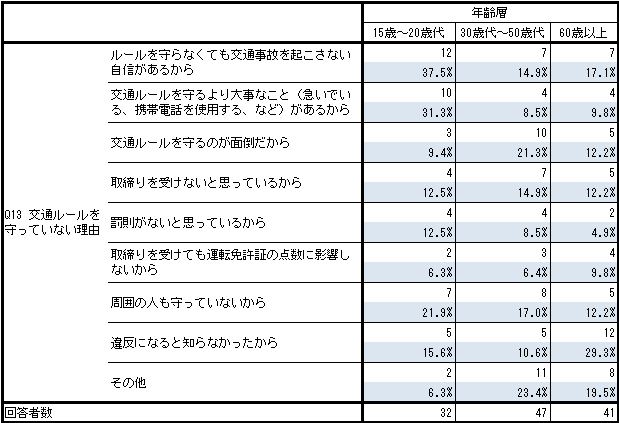 年齢層
15歳～20歳代 30歳代～50歳代 60歳以上
Q13 交通ルールを
守っていない理由
ルールを守らなくても交通事故を起こさない
自信があるから
12 7 7
37.5% 14.9% 17.1%
交通ルールを守るより大事なこと（急いでい
る、携帯電話を使用する、など）があるから
10 4 4
31.3% 8.5% 9.8%
交通ルールを守るのが面倒だから
3 10 5
9.4% 21.3% 12.2%
取締りを受けないと思っているから
4 7 5
12.5% 14.9% 12.2%
罰則がないと思っているから
4 4 2
12.5% 8.5% 4.9%
取締りを受けても運転免許証の点数に影響し
ないから
2 3 4
6.3% 6.4% 9.8%
周囲の人も守っていないから
7 8 5
21.9% 17.0% 12.2%
違反になると知らなかったから
5 5 12
15.6% 10.6% 29.3%
その他
2 11 8
6.3% 23.4% 19.5%
回答者数 32 47 41